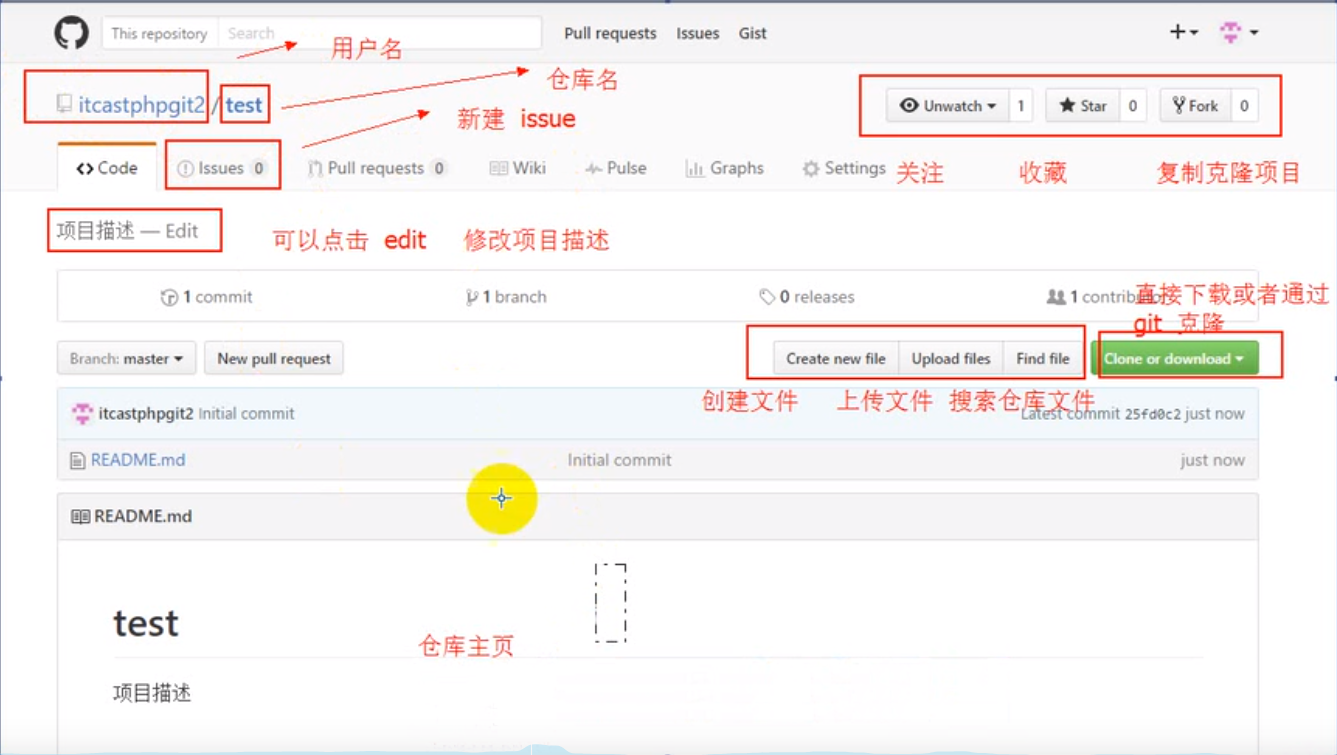 This repository Search Pull requests Issues Gist
用户名
仓库名
itcastphpgit2 / test
Unwatch 1 Star 0 Fork 0
新建 issue
Code Issues 0 Pull requests 0 Wiki Pulse Graphs Settings
关注 收藏 复制克隆项目
项目描述 — Edit
可以点击 edit 修改项目描述
1 commit 1 branch 0 releases 1 contributor
直接下载或者通过
git 克隆
Branch: master New pull request Create new file Upload files Find file Clone or download
创建文件 上传文件 搜索仓库文件
itcastphpgit2 Initial commit Latest commit 25fd0c2 just now
README.md Initial commit just now
README.md
test
仓库主页
项目描述